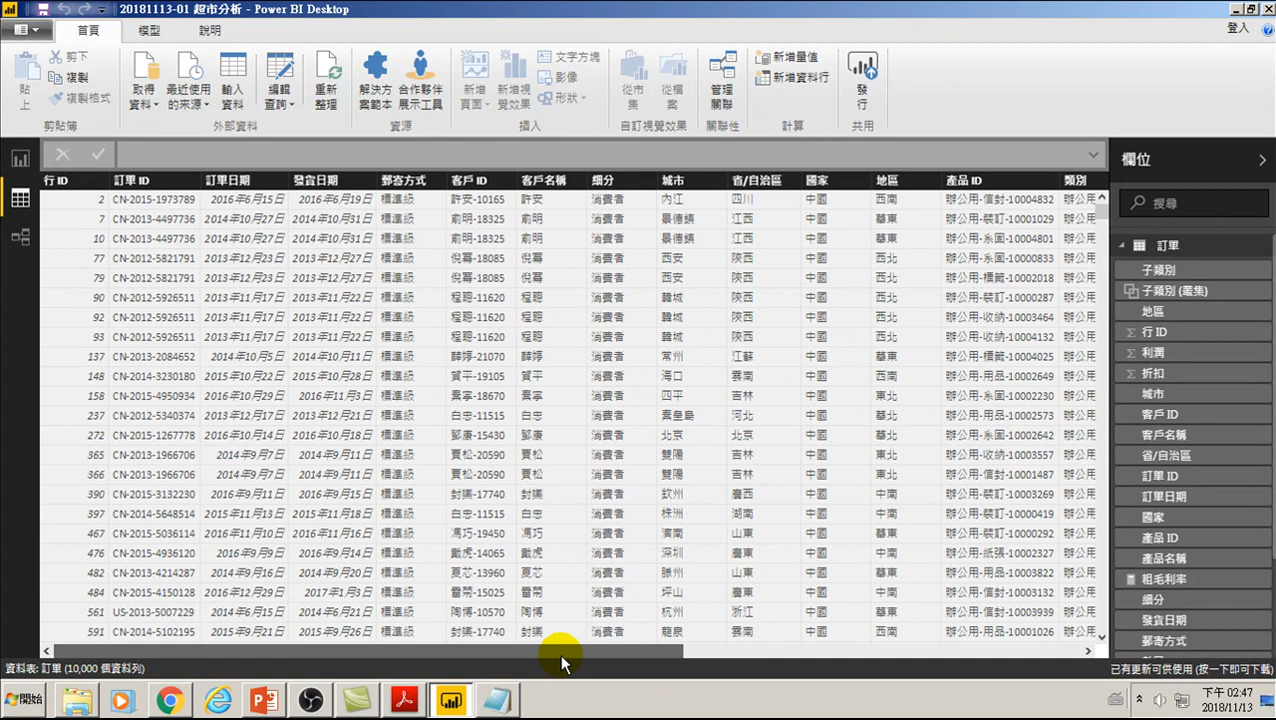 20181113-01 超市分析 - Power BI Desktop
首頁 模型 說明 登入
貼上 剪下 複製 複製格式 剪貼簿
取得資料 最近使用的來源 輸入資料 編輯查詢 重新整理 外部資料
解決方案範本 合作夥伴展示工具 資源
新增頁面 新增視覺效果 文字方塊 影像 形狀 插入
從市集 從檔案 自訂視覺效果
管理關聯 關聯性
新增量值 新增資料行 計算
發行 共用
行 ID 訂單 ID 訂單日期 發貨日期 郵寄方式 客戶 ID 客戶名稱 細分 城市 省/自治區 國家 地區 產品 ID 類別
2 CN-2015-1973789 2016年6月15日 2016年6月19日 標準級 許安-10165 許安 消費者 內江 四川 中國 西南 辦公用-信封-10004832 辦公用
7 CN-2013-4497736 2014年10月27日 2014年10月31日 標準級 俞明-18325 俞明 消費者 景德鎮 江西 中國 華東 辦公用-裝訂-10001029 辦公用
10 CN-2013-4497736 2014年10月27日 2014年10月31日 標準級 俞明-18325 俞明 消費者 景德鎮 江西 中國 華東 辦公用-系固-10004801 辦公用
77 CN-2012-5821791 2013年12月27日 2013年12月27日 標準級 倪冪-18085 倪冪 消費者 西安 陝西 中國 西北 辦公用-系固-10000833 辦公用
79 CN-2012-5821791 2013年12月27日 2013年12月27日 標準級 倪冪-18085 倪冪 消費者 西安 陝西 中國 西北 辦公用-標籤-10002018 辦公用
90 CN-2012-5926511 2013年11月17日 2013年11月22日 標準級 程聰-11620 程聰 消費者 韓城 陝西 中國 西北 辦公用-裝訂-10000287 辦公用
92 CN-2012-5926511 2013年11月17日 2013年11月22日 標準級 程聰-11620 程聰 消費者 韓城 陝西 中國 西北 辦公用-收納-10003464 辦公用
93 CN-2012-5926511 2013年11月17日 2013年11月22日 標準級 程聰-11620 程聰 消費者 韓城 陝西 中國 西北 辦公用-收納-10004132 辦公用
137 CN-2013-2084652 2014年10月5日 2014年10月11日 標準級 薛婷-21070 薛婷 消費者 常州 江蘇 中國 華東 辦公用-標籤-10004025 辦公用
148 CN-2014-3230180 2015年10月22日 2015年10月28日 標準級 賀平-19105 賀平 消費者 海口 雲南 中國 西南 辦公用-用品-10002649 辦公用
158 CN-2015-4950934 2016年10月29日 2016年11月3日 標準級 -18670 消費者 四平 吉林 中國 東北 辦公用-系固-10002230 辦公用
237 CN-2012-5340374 2013年12月17日 2013年12月21日 標準級 白忠-11515 白忠 消費者 秦皇島 河北 中國 華北 辦公用-用品-10002573 辦公用
272 CN-2015-1267778 2016年10月14日 2016年10月18日 標準級 鄒康-15430 鄒康 消費者 北京 北京 中國 華北 辦公用-系固-10002642 辦公用
365 CN-2013-1966706 2014年9月7日 2014年9月11日 標準級 賈松-20590 賈松 消費者 雙陽 吉林 中國 東北 辦公用-收納-10003557 辦公用
366 CN-2013-1966706 2014年9月7日 2014年9月11日 標準級 賈松-20590 賈松 消費者 雙陽 吉林 中國 東北 辦公用-信封-10001487 辦公用
390 CN-2015-3132230 2016年9月11日 2016年9月15日 標準級 -17740 消費者 欽州 廣西 中國 中南 辦公用-裝訂-10003269 辦公用
397 CN-2014-5648514 2015年11月13日 2015年11月18日 標準級 白忠-11515 白忠 消費者 株洲 湖南 中國 中南 辦公用-裝訂-10000419 辦公用
467 CN-2015-5036114 2016年11月10日 2016年11月16日 標準級 馮巧-19045 馮巧 消費者 濱南 山東 中國 華東 辦公用-裝訂-10000292 辦公用
476 CN-2015-4936120 2016年9月9日 2016年9月14日 標準級 戴虎-14065 戴虎 消費者 深圳 廣東 中國 中南 辦公用-紙張-10002327 辦公用
482 CN-2013-4214287 2014年9月16日 2014年9月20日 標準級 夏芯-13960 夏芯 消費者 滕州 山東 中國 華東 辦公用-用品-10003822 辦公用
484 CN-2015-4150128 2016年12月29日 2017年1月3日 標準級 雷菊-15025 雷菊 消費者 坪山 廣東 中國 中南 辦公用-用品-10003132 辦公用
561 US-2013-5007229 2014年6月15日 2014年6月21日 標準級 陶博-10570 陶博 消費者 杭州 浙江 中國 華東 辦公用-信封-10003939 辦公用
591 CN-2014-5102195 2015年9月21日 2015年9月26日 標準級 -17740 消費者 龍泉 雲南 中國 西南 辦公用-用品-10001026 辦公用
欄位
搜尋
訂單
子類別
子類別 (叢集)
地區
行 ID
利潤
折扣
城市
客戶 ID
客戶名稱
省/自治區
訂單 ID
訂單日期
國家
產品 ID
產品名稱
粗毛利率
細分
發貨日期
郵寄方式
資料表: 訂單 (10,000 個資料列)
已有更新可供使用 (按一下即可下載)
開始
下午 02:47
2018/11/13